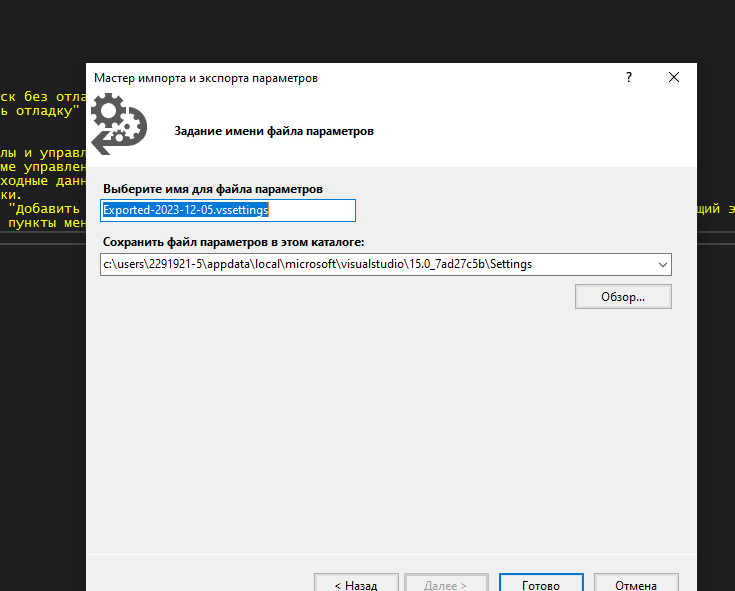 Мастер импорта и экспорта параметров
?
ск без отла
ь отладку"
Задание имени файла параметров
лы и управл
ме управлен
ходные данн
ки.
"Добавить
щий э
пункты мен
Выберите имя для файла параметров
Exported-2023-12-05.vssettings
Сохранить файл параметров в этом каталоге:
c:\users\2291921-5\appdata\local\microsoft\visualstudio\15.0_7ad27c5b\Settings
Обзор...
< Назад
Далее >
Готово
Отмена